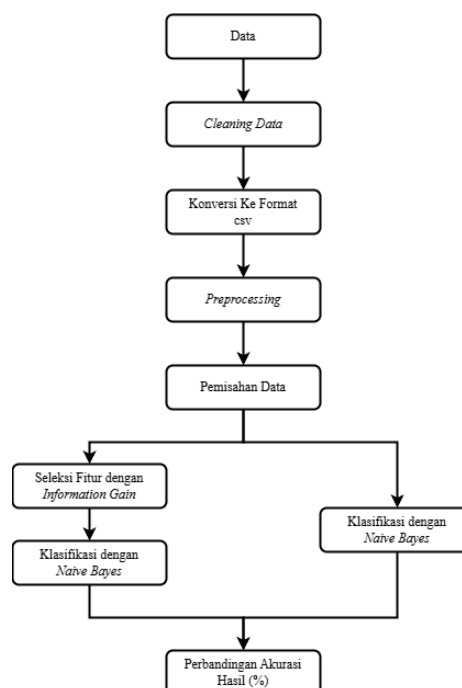 Data
Cleaning Data
Konversi Ke Format
csv
Preprocessing
Pemisahan Data
Seleksi Fitur dengan
Information Gain
Klasifikasi dengan
Naive Bayes
Klasifikasi dengan
Naive Bayes
Perbandingan Akurasi
Hasil (%)